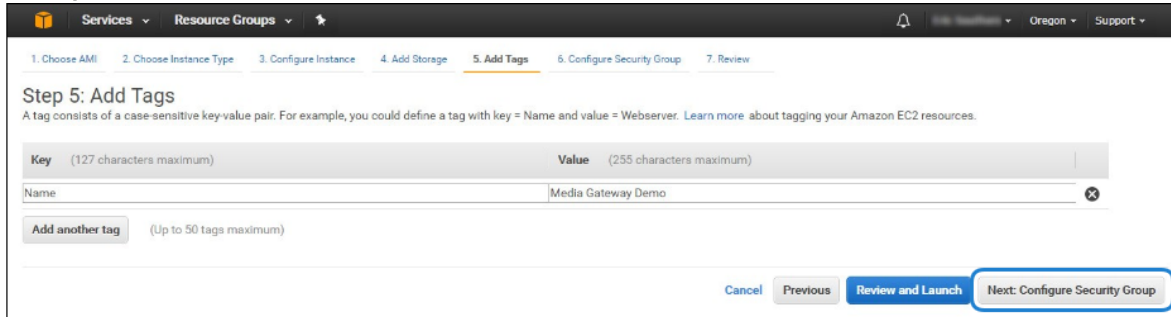 Services Resource Groups Oregon Support
1. Choose AMI 2. Choose Instance Type 3. Configure Instance 4. Add Storage 5. Add Tags 6. Configure Security Group 7. Review
Step 5: Add Tags
A tag consists of a case-sensitive key-value pair. For example, you could define a tag with key = Name and value = Webserver. Learn more about tagging your Amazon EC2 resources.
Key (127 characters maximum) Value (255 characters maximum)
Name Media Gateway Demo
Add another tag (Up to 50 tags maximum)
Cancel Previous Review and Launch Next: Configure Security Group